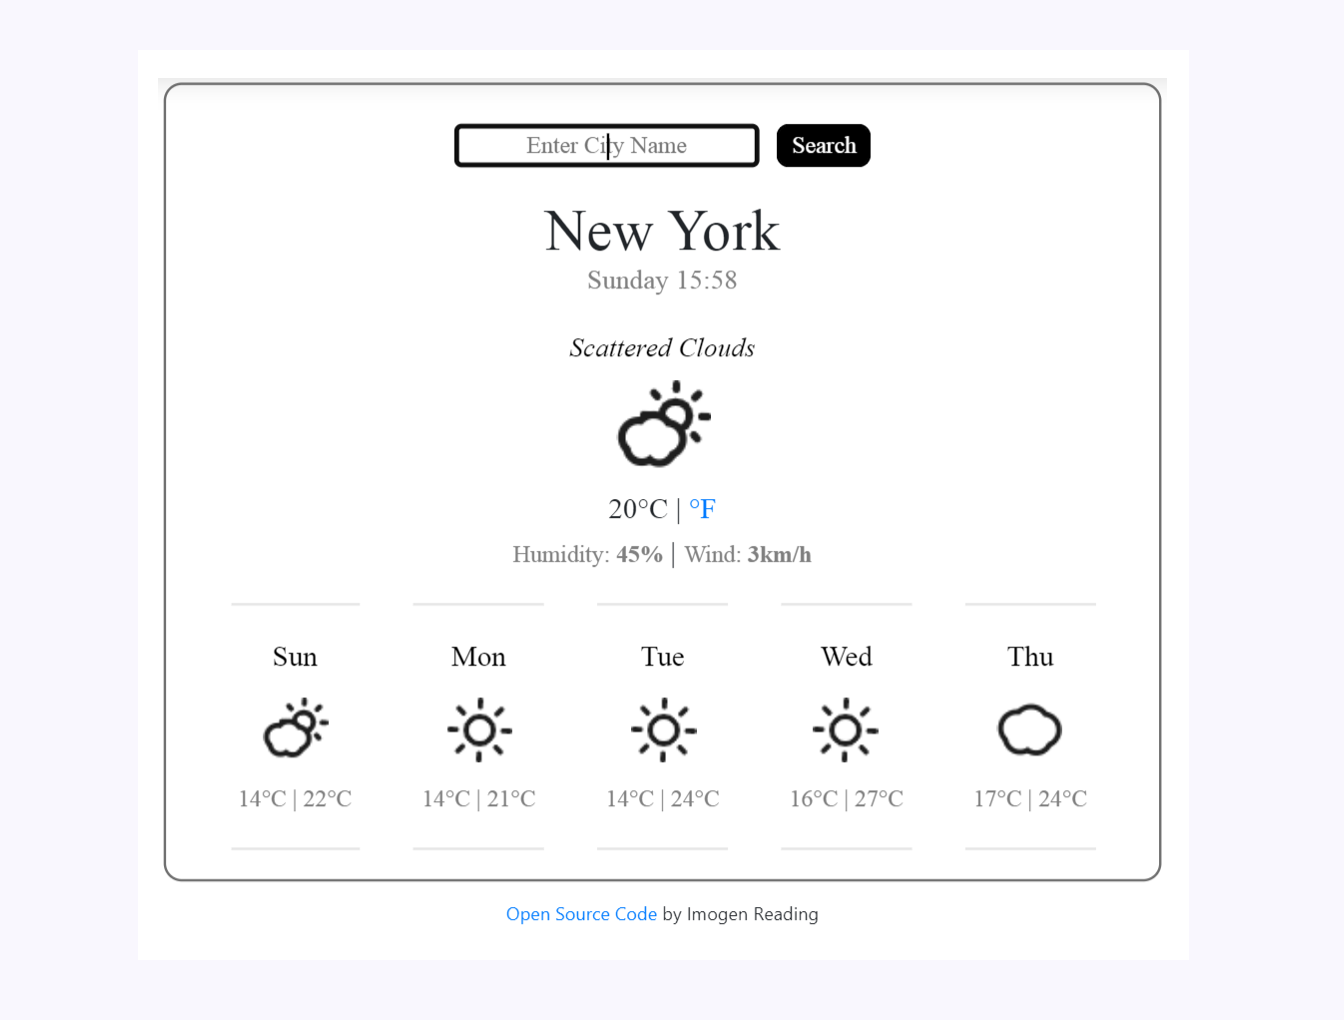 Enter City Name Search
New York
Sunday 15:58
Scattered Clouds
20°C | °F
Humidity: 45% | Wind: 3km/h
Sun Mon Tue Wed Thu
14°C | 22°C 14°C | 21°C 14°C | 24°C 16°C | 27°C 17°C | 24°C
Open Source Code by Imogen Reading